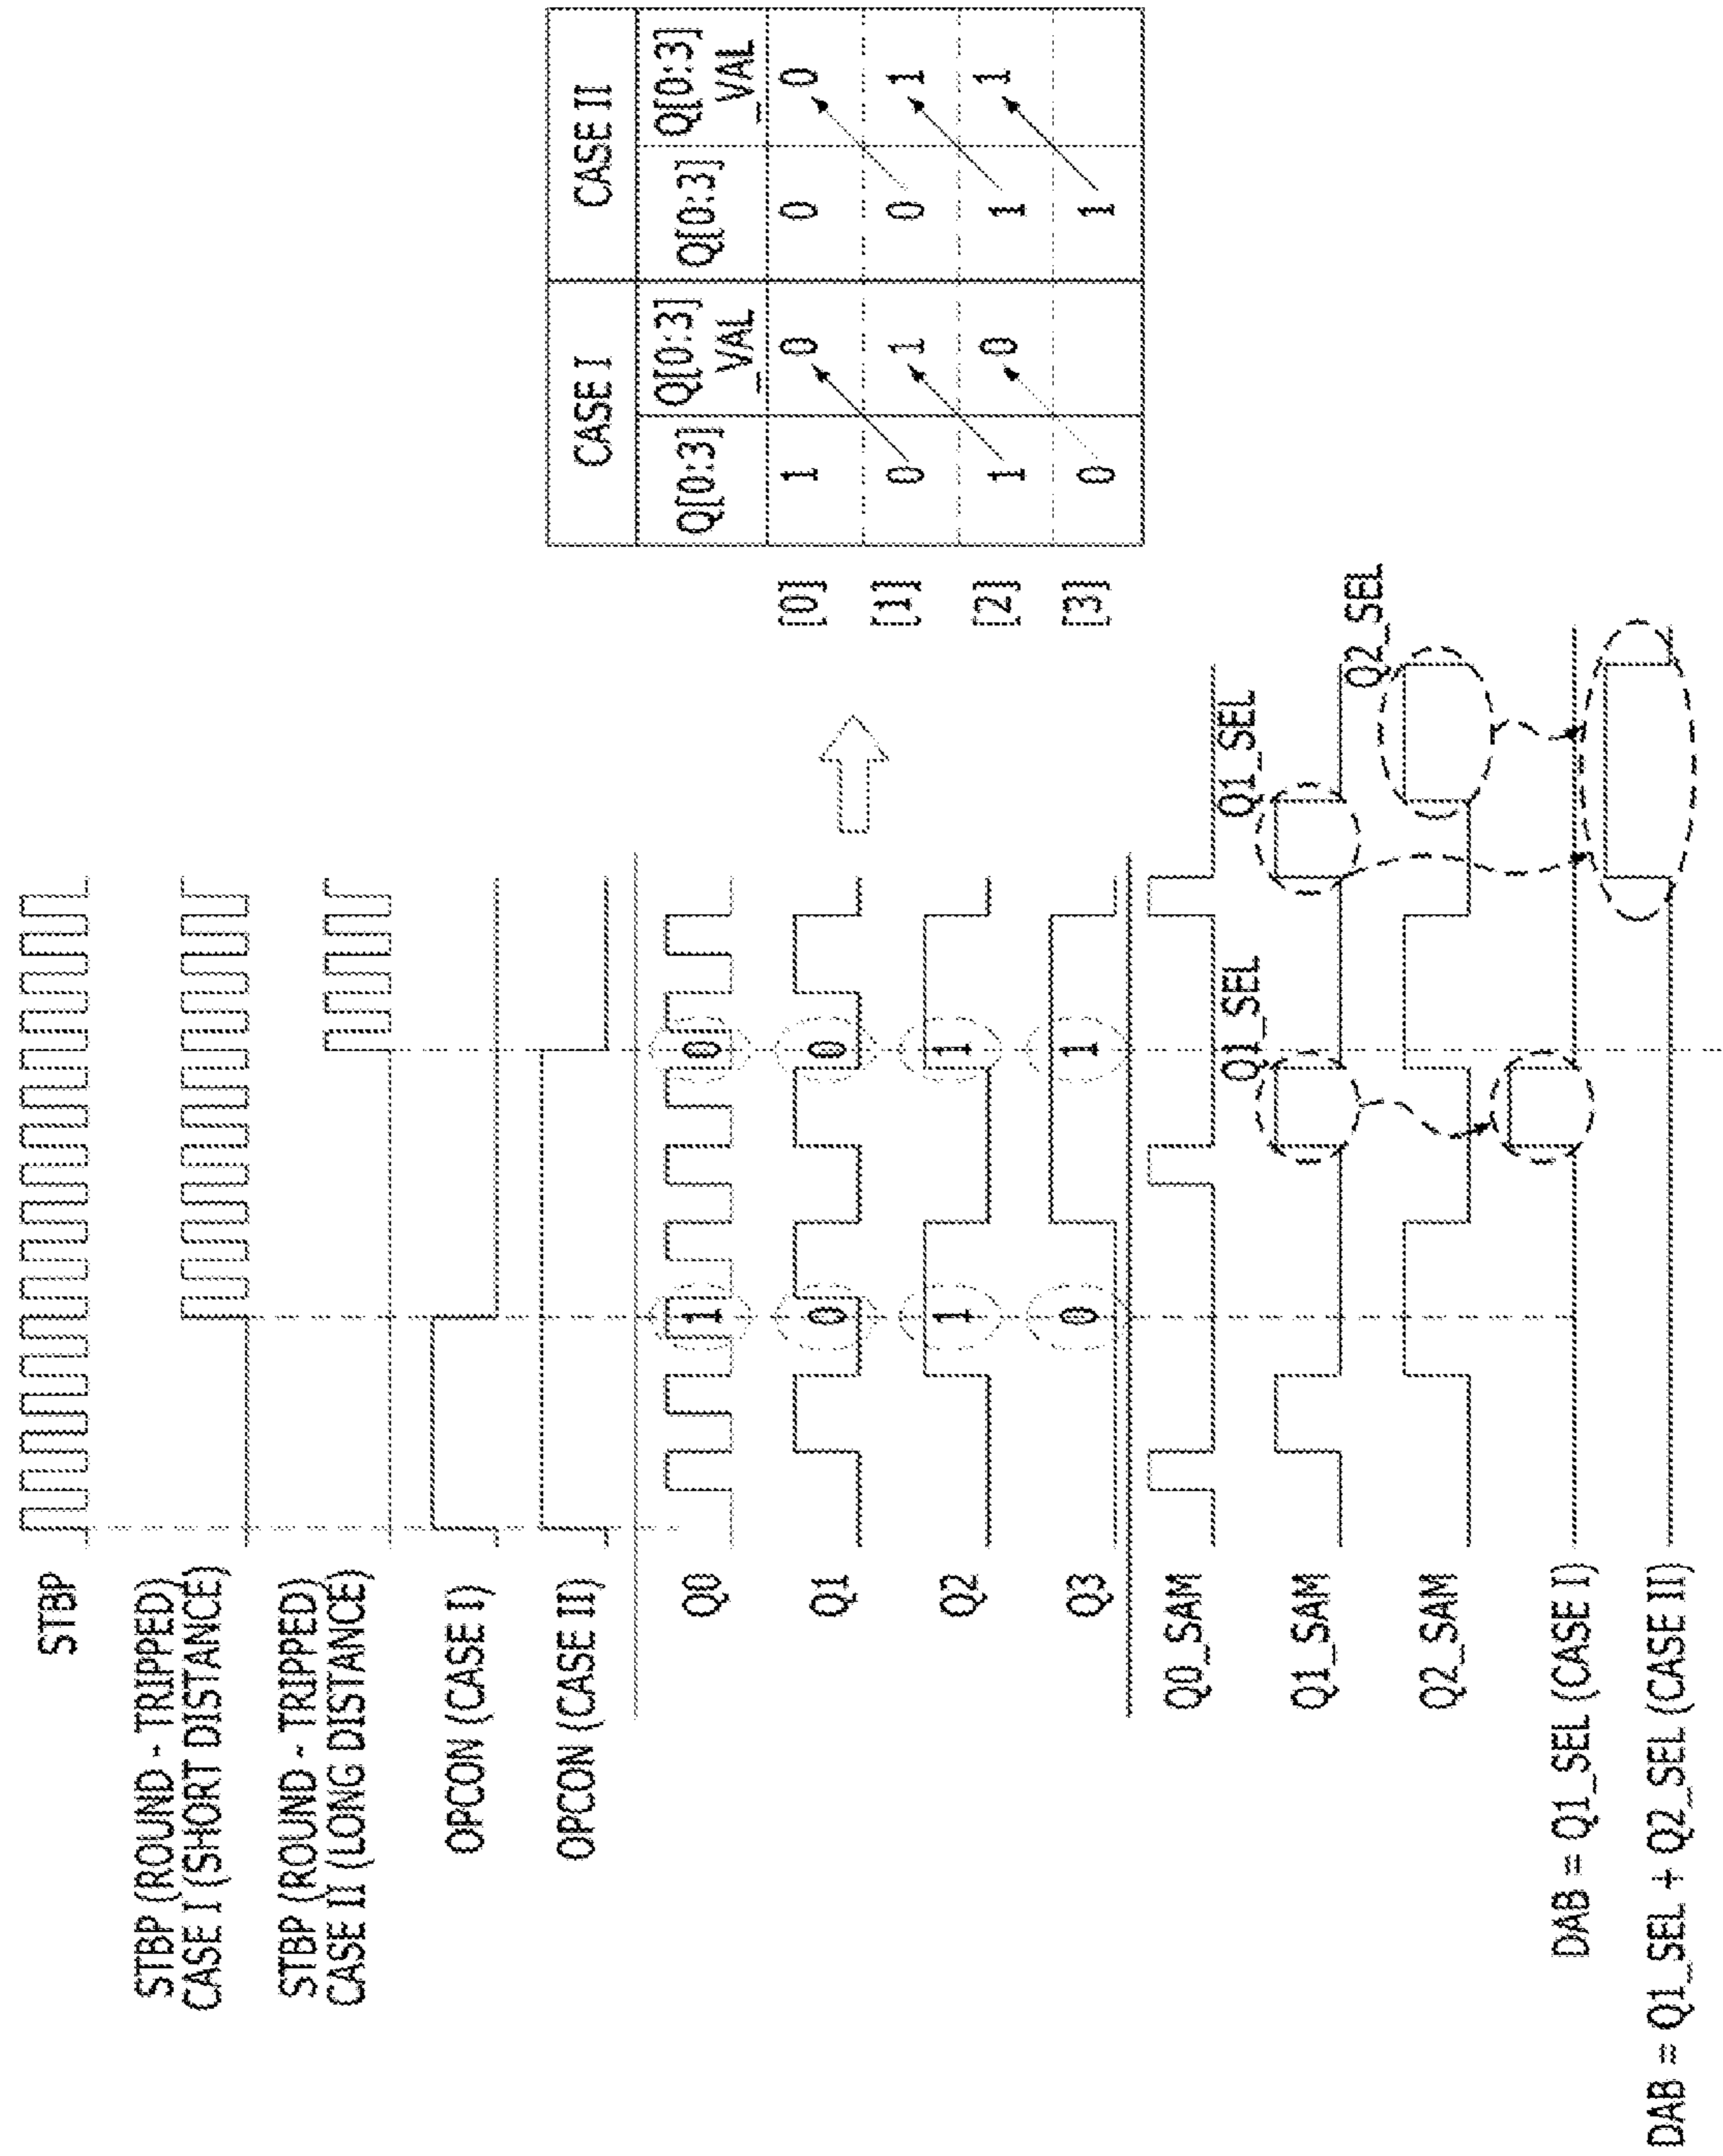 STBP
STBP (ROUND - TRIPPED)
CASE I (SHORT DISTANCE)
STBP (ROUND - TRIPPED)
CASE II (LONG DISTANCE)
OPCON (CASE I)
OPCON (CASE II)
Q0 1 0
Q1 0 0
Q2 1 1
Q3 0 1
Q0_SAM
Q1_SEL Q1_SEL
Q1_SAM
Q2_SEL
Q2_SAM
DAB = Q1_SEL (CASE I)
DAB = Q1_SEL + Q2_SEL (CASE II)
CASE I CASE II
Q[0:3] Q[0:3] Q[0:3] Q[0:3]
_VAL _VAL
[0] 1 0 0 0
[1] 0 1 0 1
[2] 1 0 1 1
[3] 0 1